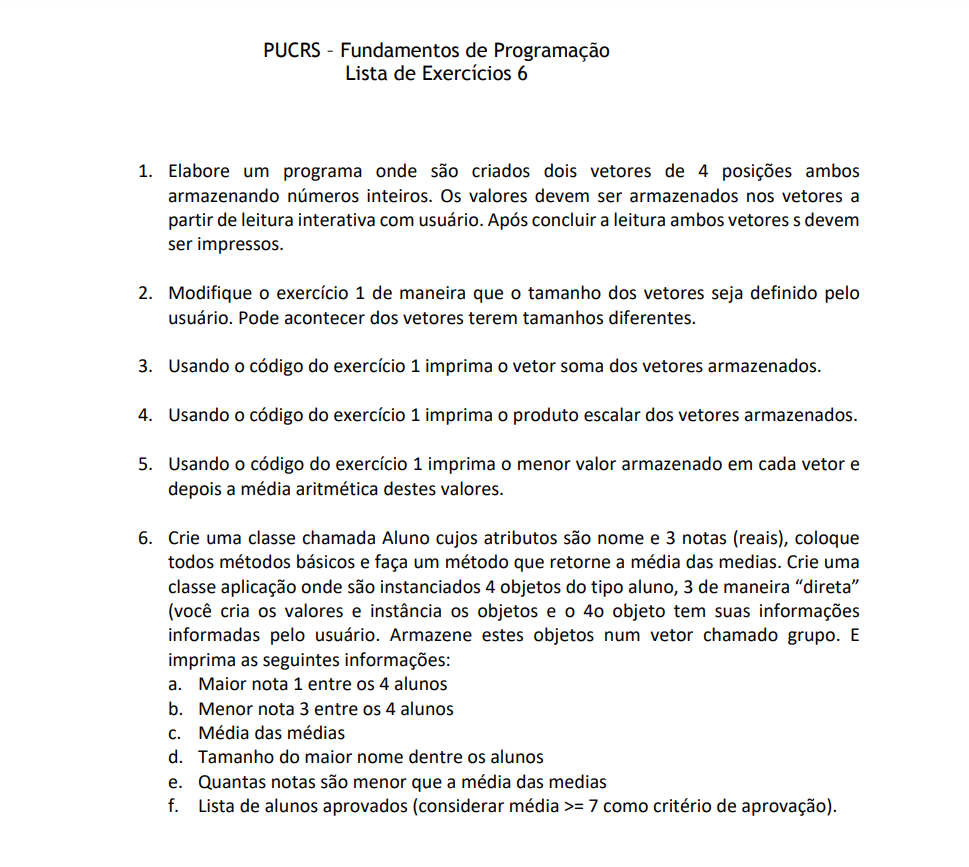 PUCRS - Fundamentos de Programação
Lista de Exercícios 6
1. Elabore um programa onde são criados dois vetores de 4 posições ambos
armazenando números inteiros. Os valores devem ser armazenados nos vetores a
partir de leitura interativa com usuário. Após concluir a leitura ambos vetores s devem
ser impressos.
2. Modifique o exercício 1 de maneira que o tamanho dos vetores seja definido pelo
usuário. Pode acontecer dos vetores terem tamanhos diferentes.
3. Usando o código do exercício 1 imprima o vetor soma dos vetores armazenados.
4. Usando o código do exercício 1 imprima o produto escalar dos vetores armazenados.
5. Usando o código do exercício 1 imprima o menor valor armazenado em cada vetor e
depois a média aritmética destes valores.
6. Crie uma classe chamada Aluno cujos atributos são nome e 3 notas (reais), coloque
todos métodos básicos e faça um método que retorne a média das medias. Crie uma
classe aplicação onde são instanciados 4 objetos do tipo aluno, 3 de maneira “direta”
(você cria os valores e instância os objetos e o 4o objeto tem suas informações
informadas pelo usuário. Armazene estes objetos num vetor chamado grupo. E
imprima as seguintes informações:
a. Maior nota 1 entre os 4 alunos
b. Menor nota 3 entre os 4 alunos
c. Média das médias
d. Tamanho do maior nome dentre os alunos
e. Quantas notas são menor que a média das medias
f. Lista de alunos aprovados (considerar média >= 7 como critério de aprovação).